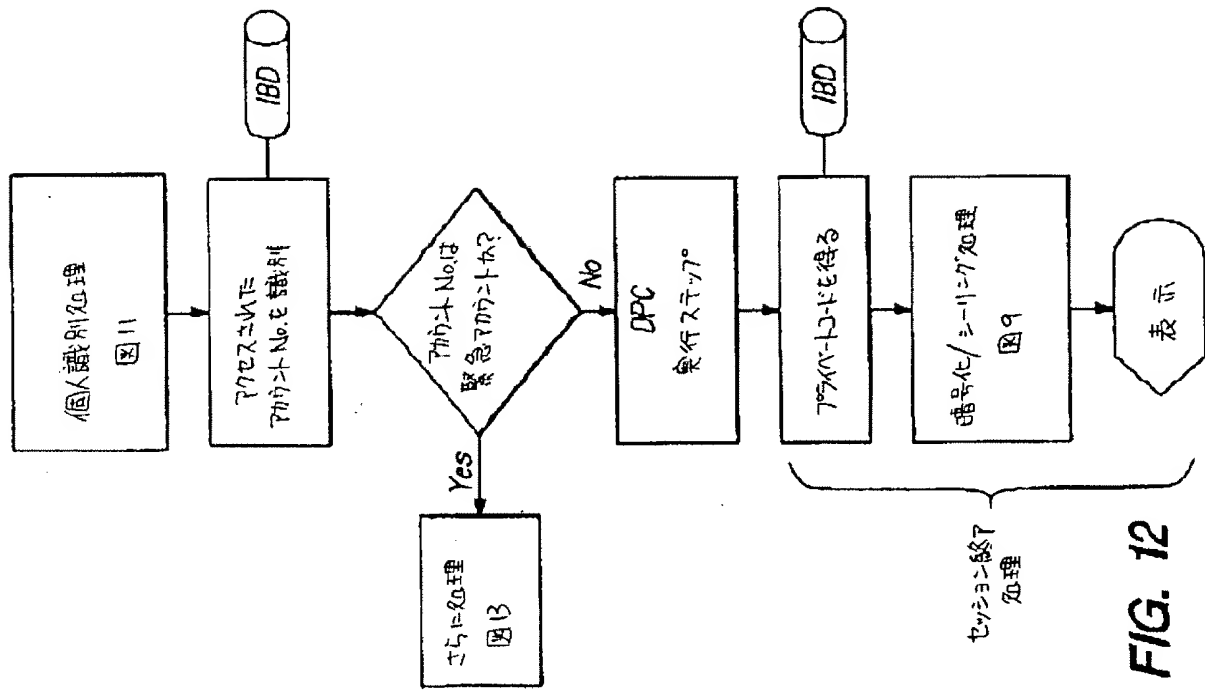 個人識別処理
図11
アクセスされた
アカウントNo.を識別
IBD
アカウントNo.は
緊急アカウントか?
Yes
さらに処理
図13
No
DPC
実行ステップ
プライベートコードを得る
IBD
暗号化/シーリング処理
図9
表示
セッション終了
処理
FIG. 12